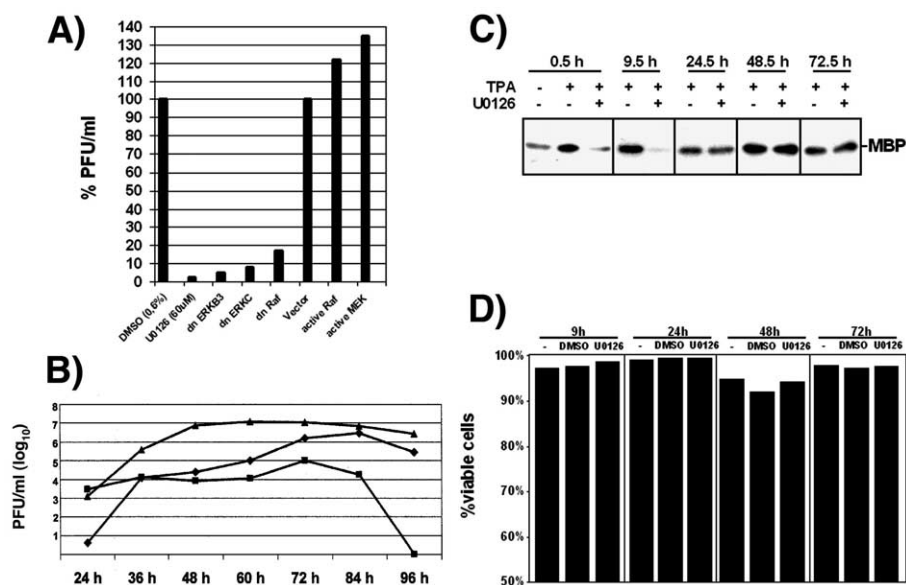 A)
140
130
120
110
100
90
80
70
60
50
40
30
20
10
0
% PFU/ml
DMSO (0,6%)
U0126 (60uM)
dn ERKB3
dn ERKC
dn Raf
Vector
active Raf
active MEK
B)
8
7
6
5
4
3
2
1
PFU/ml (log10)
24 h 36 h 48 h 60 h 72 h 84 h 96 h
C)
0.5 h 9.5 h 24.5 h 48.5 h 72.5 h
TPA - + + + + + + + + + +
U0126 - - + - + - + - + - +
-MBP
D)
9h 24h 48h 72h
- DMSO U0126 - DMSO U0126 - DMSO U0126 - DMSO U0126
100%
90%
80%
70%
60%
50%
%viable cells